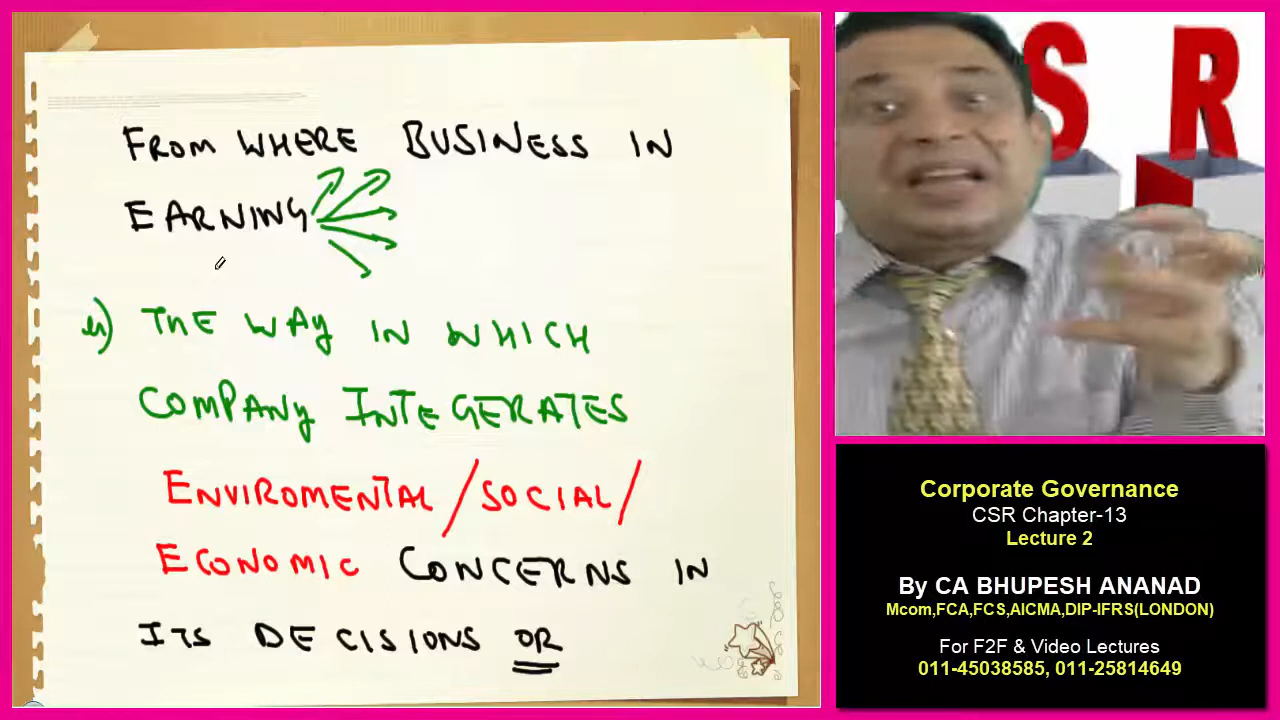 FROM WHERE BUSINESS IN
EARNING
THE WAY IN WHICH
COMPANY INTEGERATES
ENVIROMENTAL/SOCIAL/
ECONOMIC CONCERNS IN
ITS DECISIONS OR
S R
Corporate Governance
CSR Chapter-13
Lecture 2
By CA BHUPESH ANANAD
Mcom,FCA,FCS,AICMA,DIP-IFRS(LONDON)
For F2F & Video Lectures
011-45038585, 011-25814649